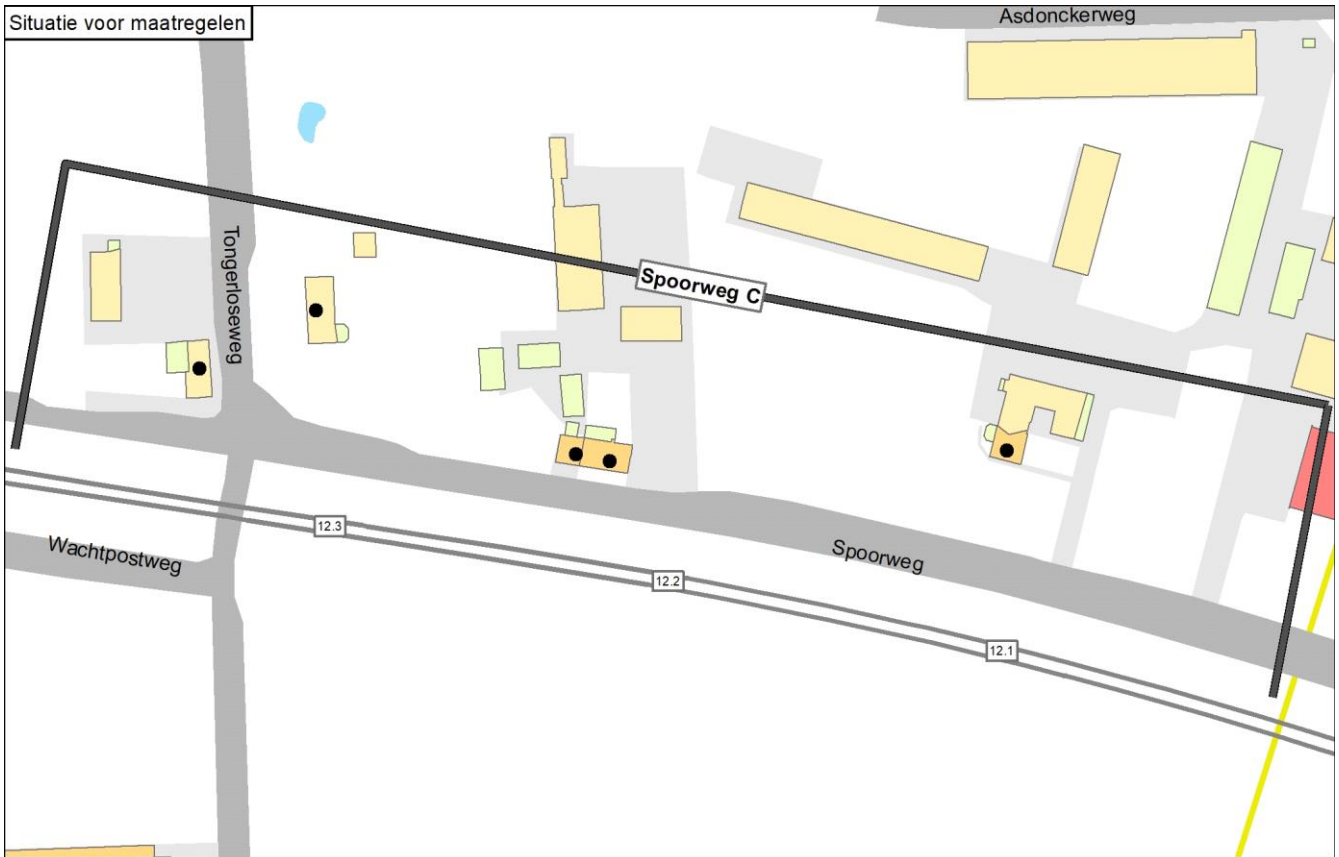 Situatie voor maatregelen
Asdonckerweg
Tongerloseweg
Spoorweg C
12.3
Wachtpostweg
Spoorweg
12.2
12.1